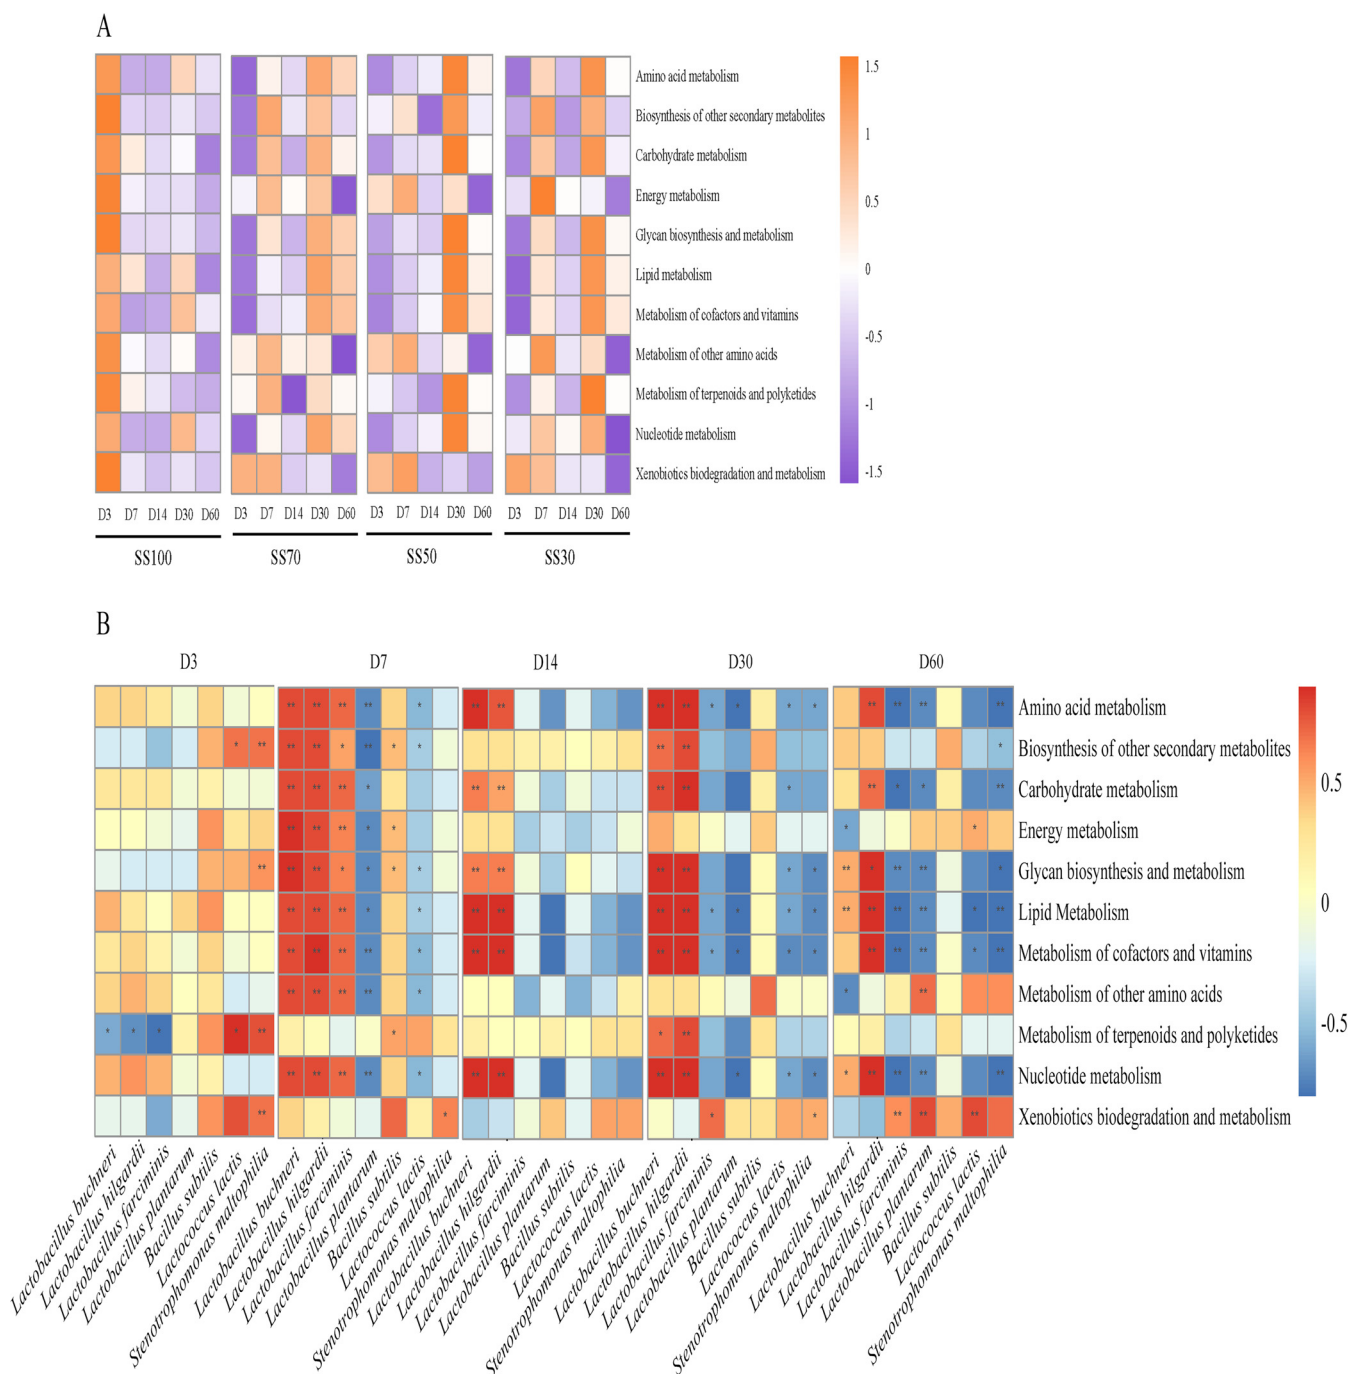 A
Amino acid metabolism
Biosynthesis of other secondary metabolites
Carbohydrate metabolism
Energy metabolism
Glycan biosynthesis and metabolism
Lipid metabolism
Metabolism of cofactors and vitamins
Metabolism of other amino acids
Metabolism of terpenoids and polyketides
Nucleotide metabolism
Xenobiotics biodegradation and metabolism
1.5
1
0.5
0
-0.5
-1
-1.5
D3 D7 D14 D30 D60 D3 D7 D14 D30 D60 D3 D7 D14 D30 D60 D3 D7 D14 D30 D60
SS100 SS70 SS50 SS30
B
D3 D7 D14 D30 D60
Amino acid metabolism
Biosynthesis of other secondary metabolites
Carbohydrate metabolism
Energy metabolism
Glycan biosynthesis and metabolism
Lipid Metabolism
Metabolism of cofactors and vitamins
Metabolism of other amino acids
Metabolism of terpenoids and polyketides
Nucleotide metabolism
Xenobiotics biodegradation and metabolism
0.5
0
-0.5
Lactobacillus buchneri
Lactobacillus hilgardii
Lactobacillus farciminis
Lactobacillus plantarum
Bacillus subtilis
Lactococcus lactis
Stenotrophomonas maltophilia
Lactobacillus buchneri
Lactobacillus hilgardii
Lactobacillus farciminis
Lactobacillus plantarum
Bacillus subtilis
Lactococcus lactis
Stenotrophomonas maltophilia
Lactobacillus buchneri
Lactobacillus hilgardii
Lactobacillus farciminis
Lactobacillus plantarum
Bacillus subtilis
Lactococcus lactis
Stenotrophomonas maltophilia
Lactobacillus buchneri
Lactobacillus hilgardii
Lactobacillus farciminis
Lactobacillus plantarum
Bacillus subtilis
Lactococcus lactis
Stenotrophomonas maltophilia
Lactobacillus buchneri
Lactobacillus hilgardii
Lactobacillus farciminis
Lactobacillus plantarum
Bacillus subtilis
Lactococcus lactis
Stenotrophomonas maltophilia